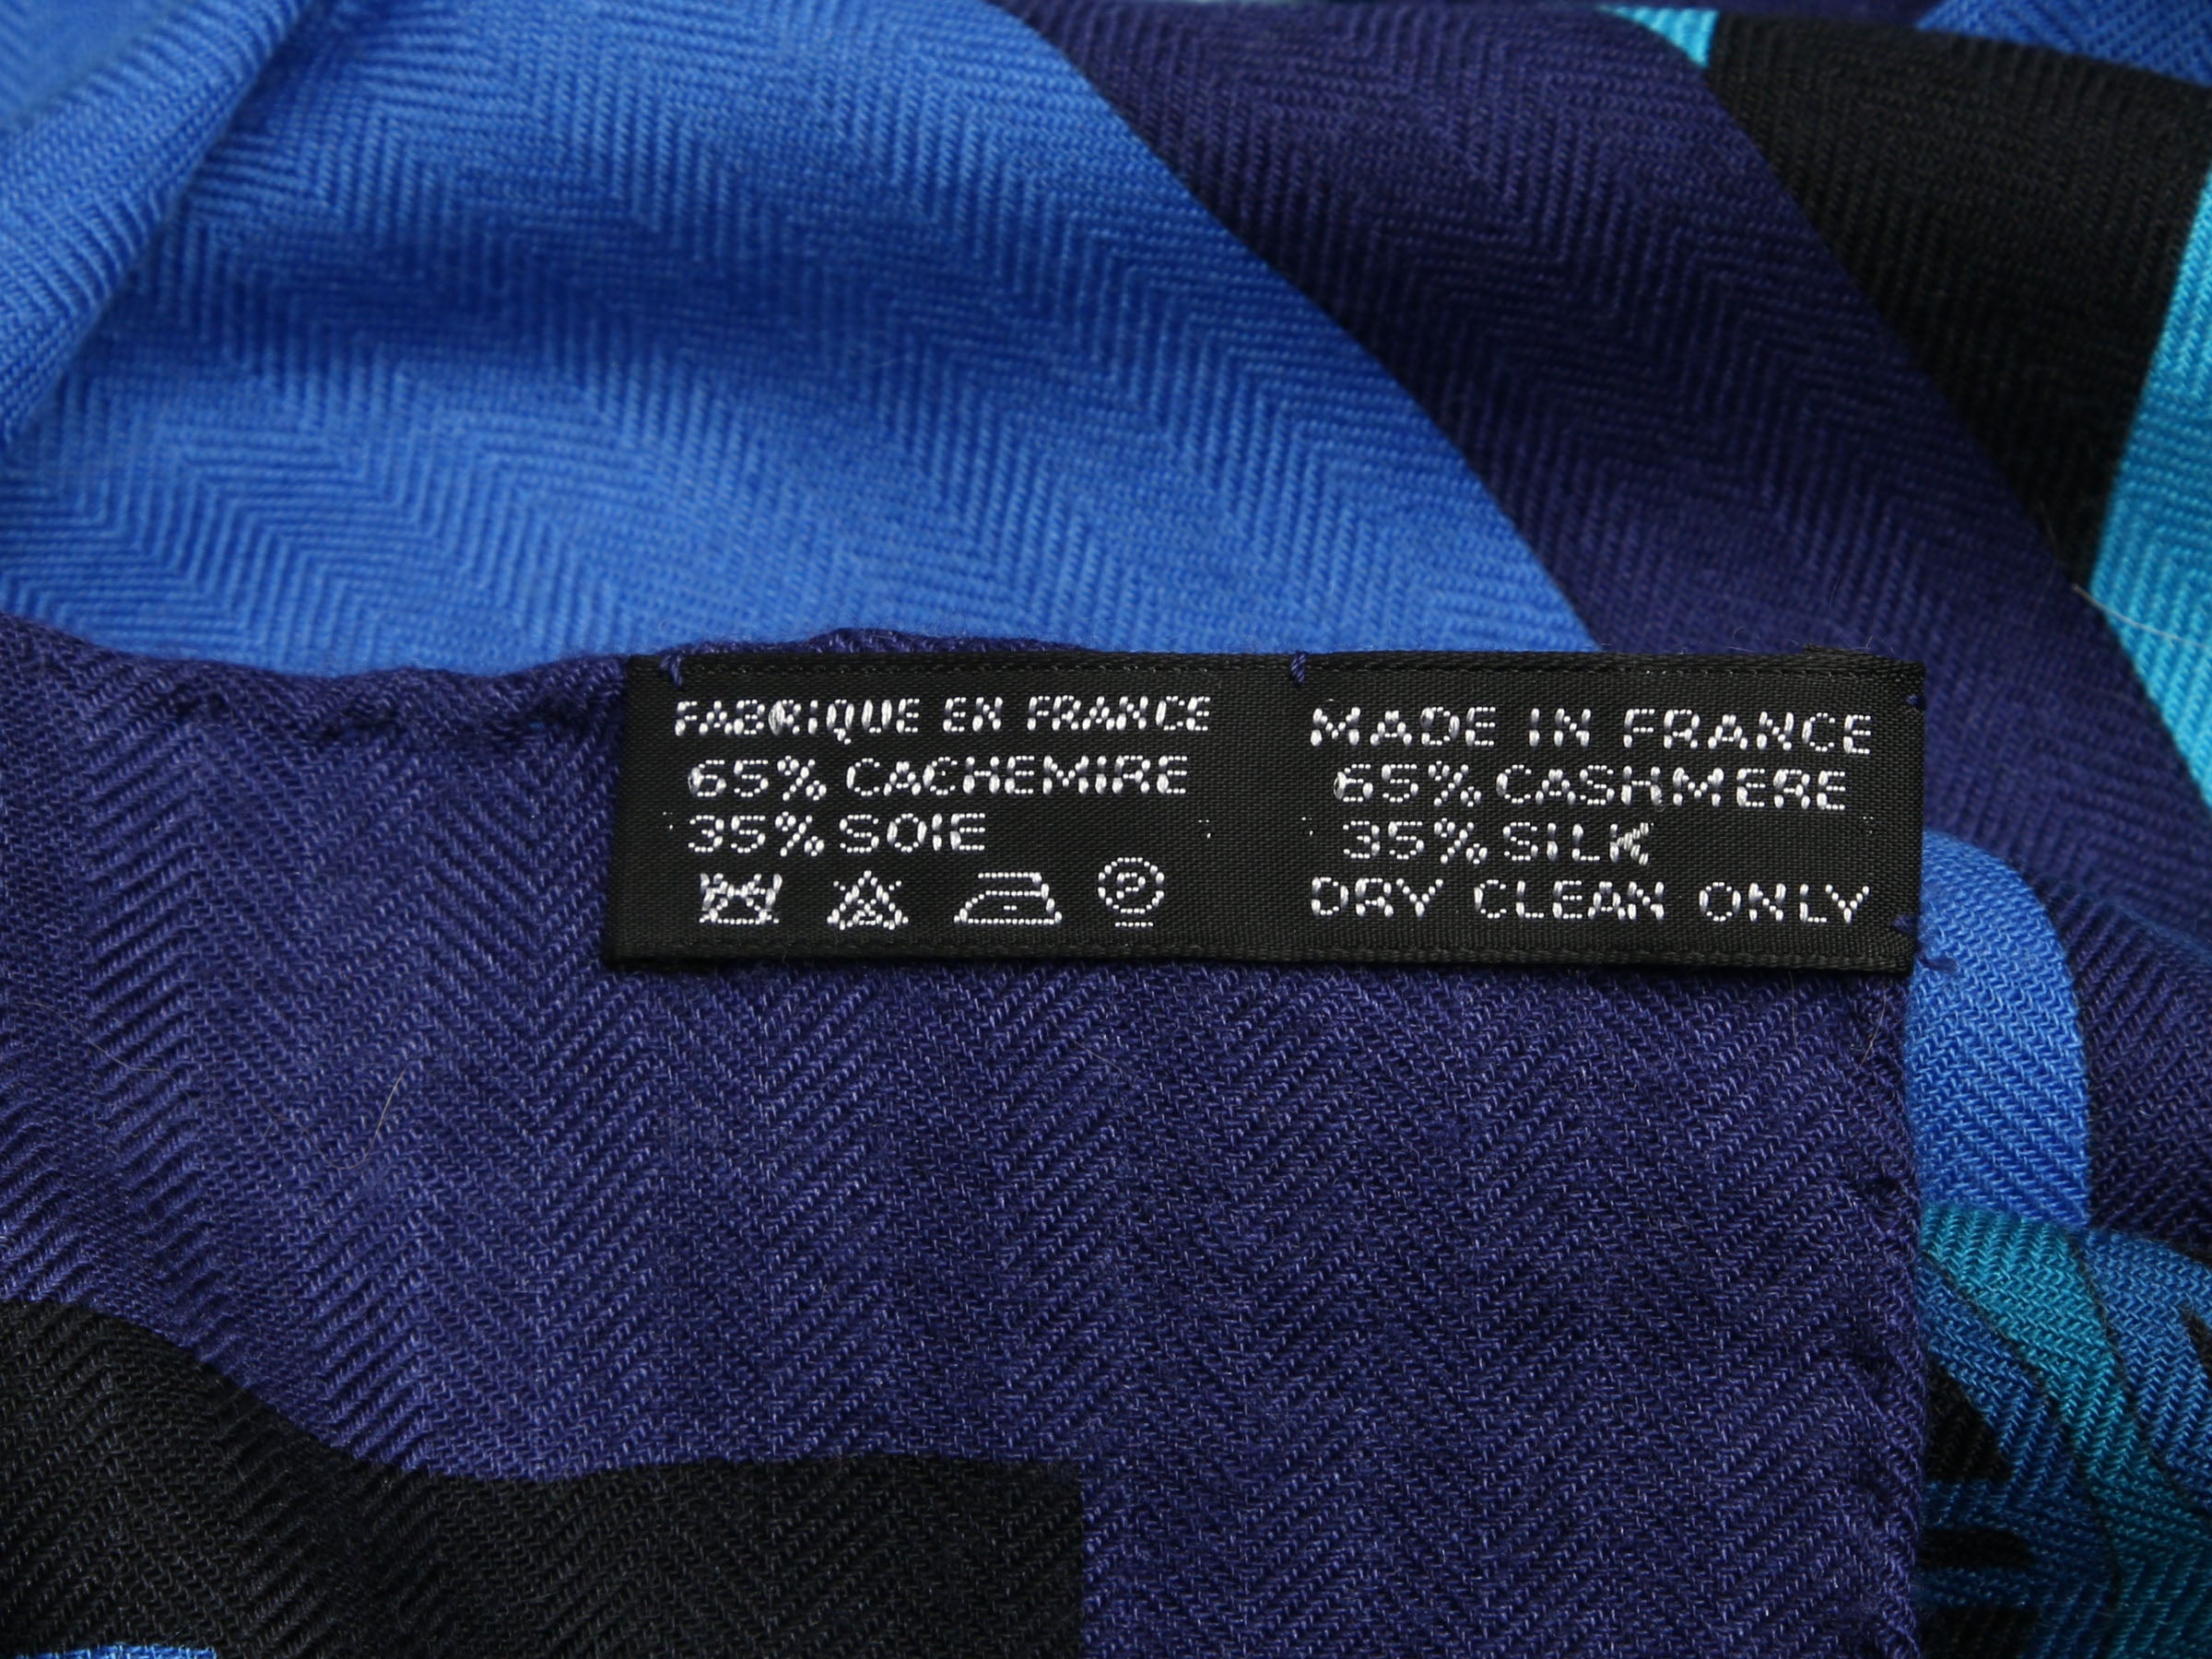 FABRIQUE EN FRANCE
65% CACHEMIRE
35% SOIE
P
MADE IN FRANCE
65% CASHMERE
35% SILK
DRY CLEAN ONLY